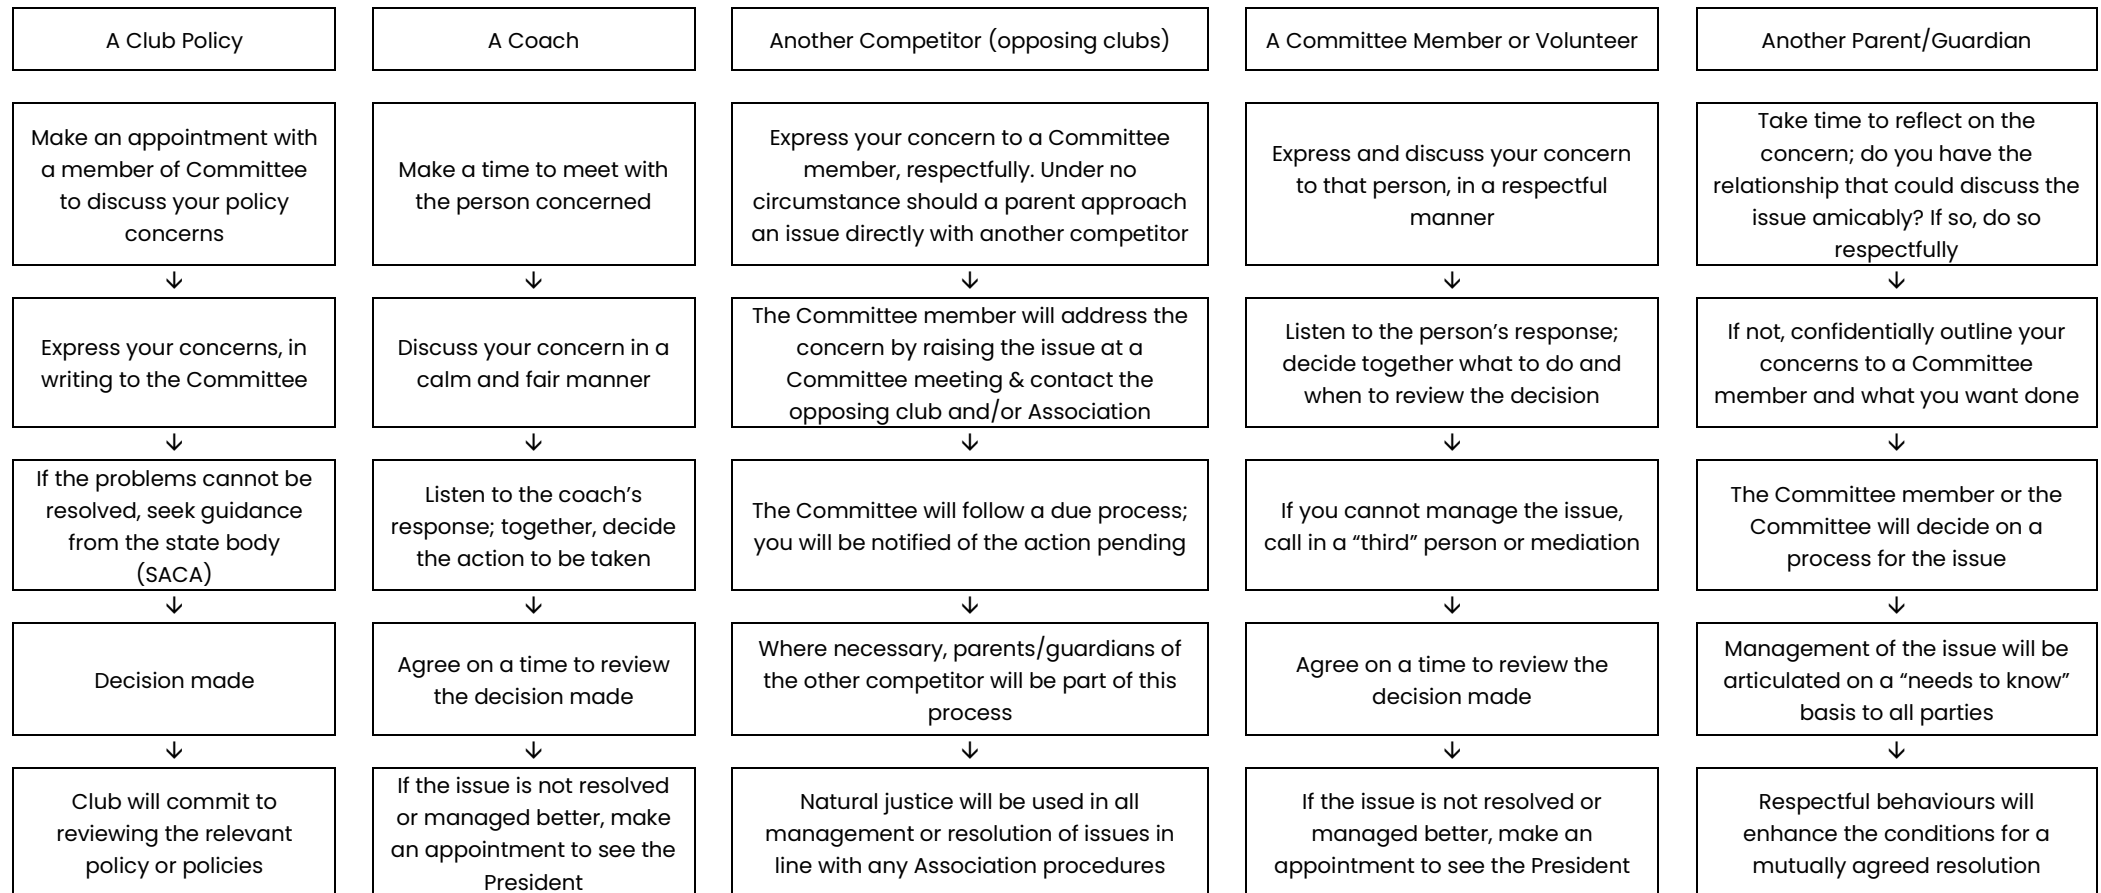 A Club Policy
A Coach
Another Competitor (opposing clubs)
A Committee Member or Volunteer
Another Parent/Guardian
Make an appointment with
a member of Committee
to discuss your policy
concerns
Make a time to meet with
the person concerned
Express your concern to a Committee
member, respectfully. Under no
circumstance should a parent approach
an issue directly with another competitor
Express and discuss your concern
to that person, in a respectful
manner
Take time to reflect on the
concern; do you have the
relationship that could discuss the
issue amicably? If so, do so
respectfully
Express your concerns, in
writing to the Committee
Discuss your concern in a
calm and fair manner
The Committee member will address the
concern by raising the issue at a
Committee meeting & contact the
opposing club and/or Association
Listen to the person’s response;
decide together what to do and
when to review the decision
If not, confidentially outline your
concerns to a Committee
member and what you want done
If the problems cannot be
resolved, seek guidance
from the state body
(SACA)
Listen to the coach’s
response; together, decide
the action to be taken
The Committee will follow a due process;
you will be notified of the action pending
If you cannot manage the issue,
call in a “third” person or mediation
The Committee member or the
Committee will decide on a
process for the issue
Decision made
Agree on a time to review
the decision made
Where necessary, parents/guardians of
the other competitor will be part of this
process
Agree on a time to review the
decision made
Management of the issue will be
articulated on a “needs to know”
basis to all parties
Club will commit to
reviewing the relevant
policy or policies
If the issue is not resolved
or managed better, make
an appointment to see the
President
Natural justice will be used in all
management or resolution of issues in
line with any Association procedures
If the issue is not resolved or
managed better, make an
appointment to see the President
Respectful behaviours will
enhance the conditions for a
mutually agreed resolution